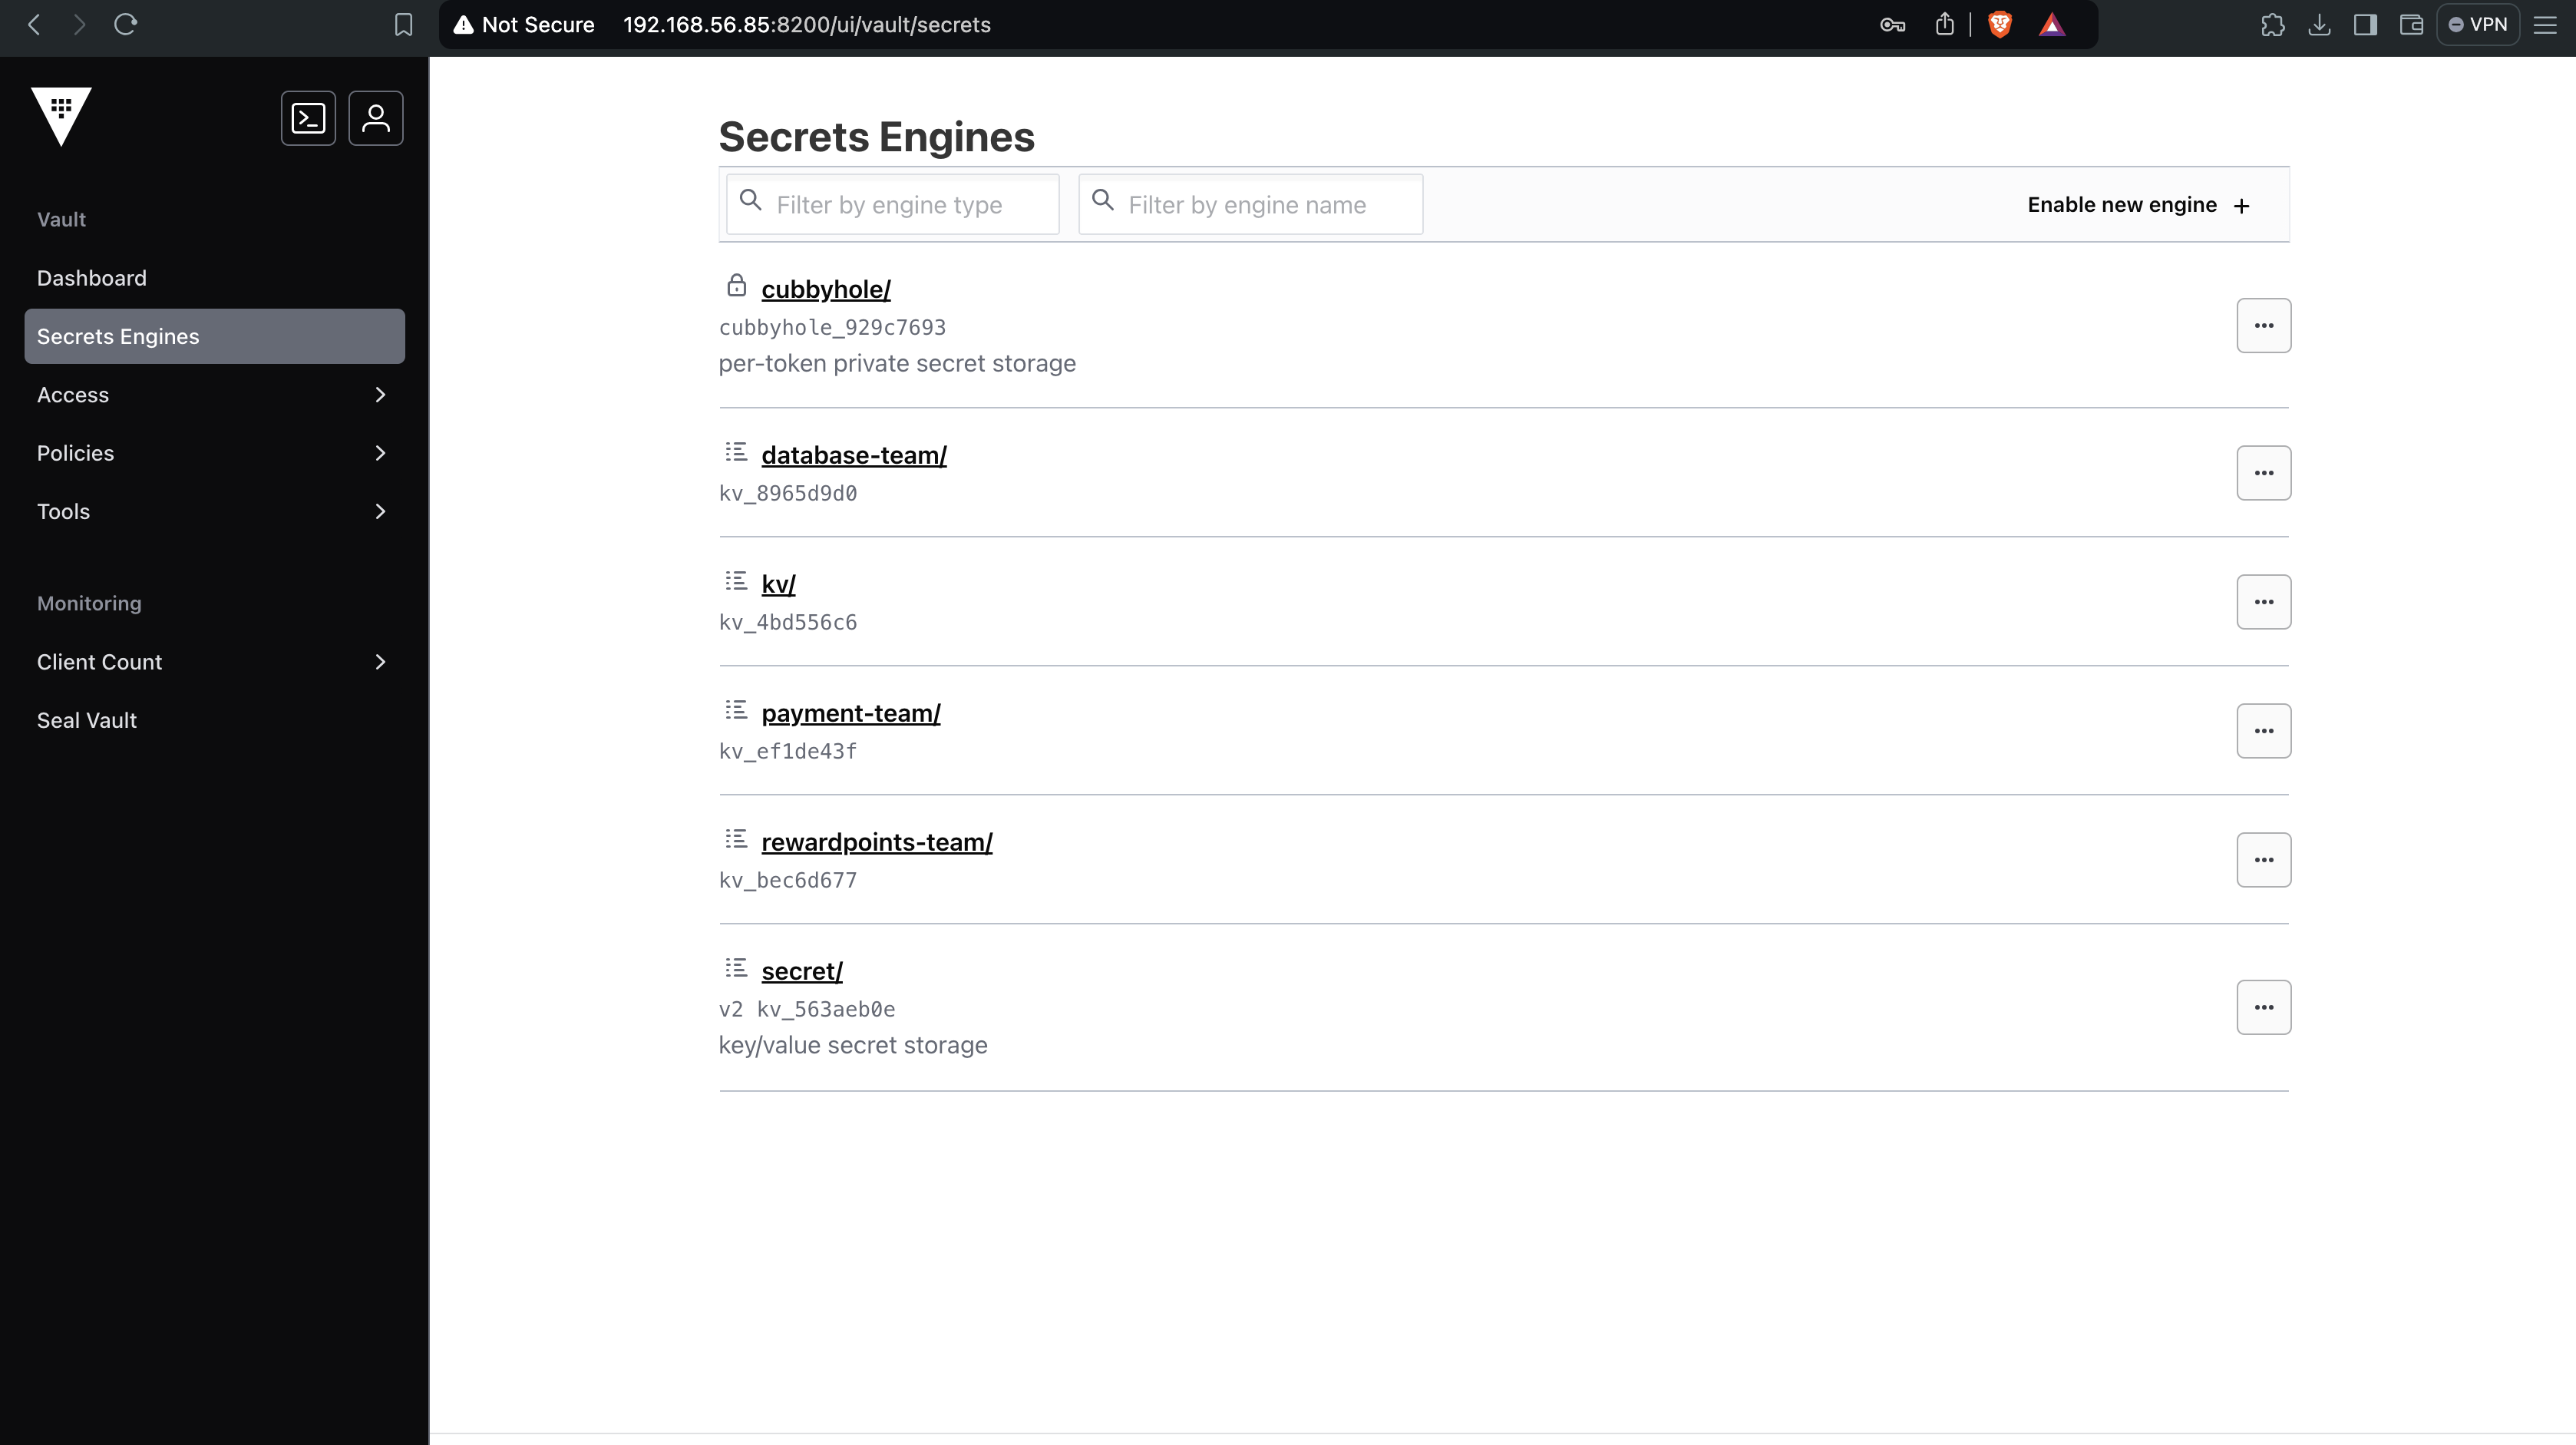 Not Secure 192.168.56.85:8200/ui/vault/secrets
VPN
Vault
Dashboard
Secrets Engines
Access
Policies
Tools
Monitoring
Client Count
Seal Vault
Secrets Engines
Filter by engine type
Filter by engine name
Enable new engine +
cubbyhole/
cubbyhole_929c7693
per-token private secret storage
database-team/
kv_8965d9d0
kv/
kv_4bd556c6
payment-team/
kv_ef1de43f
rewardpoints-team/
kv_bec6d677
secret/
v2 kv_563aeb0e
key/value secret storage